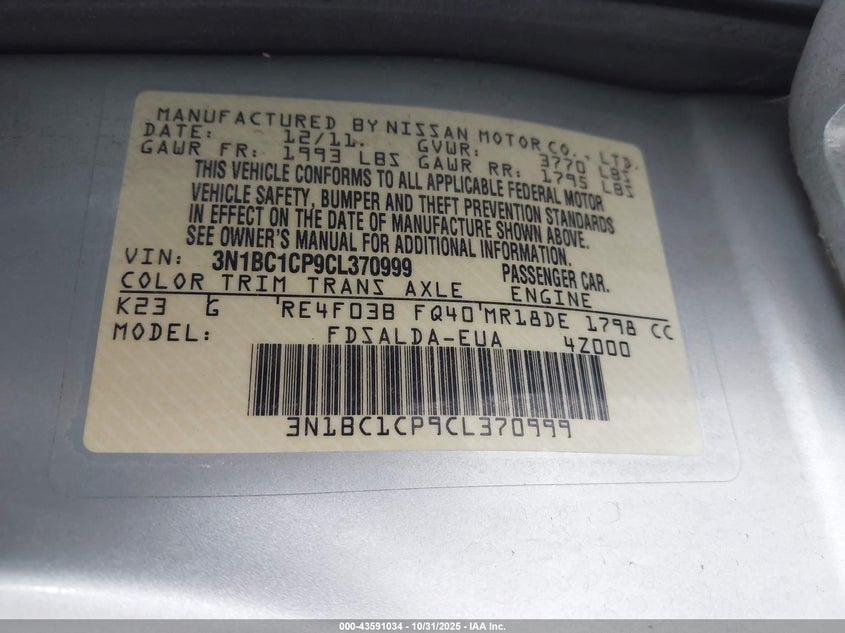 MANUFACTURED BY NISSAN MOTOR CO., LTD.
DATE: 12/11. GVWR: 3770 LBS
GAWR FR: 1993 LBS GAWR RR: 1795 LBS
THIS VEHICLE CONFORMS TO ALL APPLICABLE FEDERAL MOTOR
VEHICLE SAFETY, BUMPER AND THEFT PREVENTION STANDARDS
IN EFFECT ON THE DATE OF MANUFACTURE SHOWN ABOVE.
SEE OWNER'S MANUAL FOR ADDITIONAL INFORMATION.
VIN: 3N1BC1CP9CL370999 PASSENGER CAR.
COLOR TRIM TRANS AXLE ENGINE
K23 G RE4F03B FQ40 MR18DE 1798 CC
MODEL: FDSALDA-EUA 4Z000
3N1BC1CP9CL370999
000-43591034 | 10/31/2025 - IAA Inc.